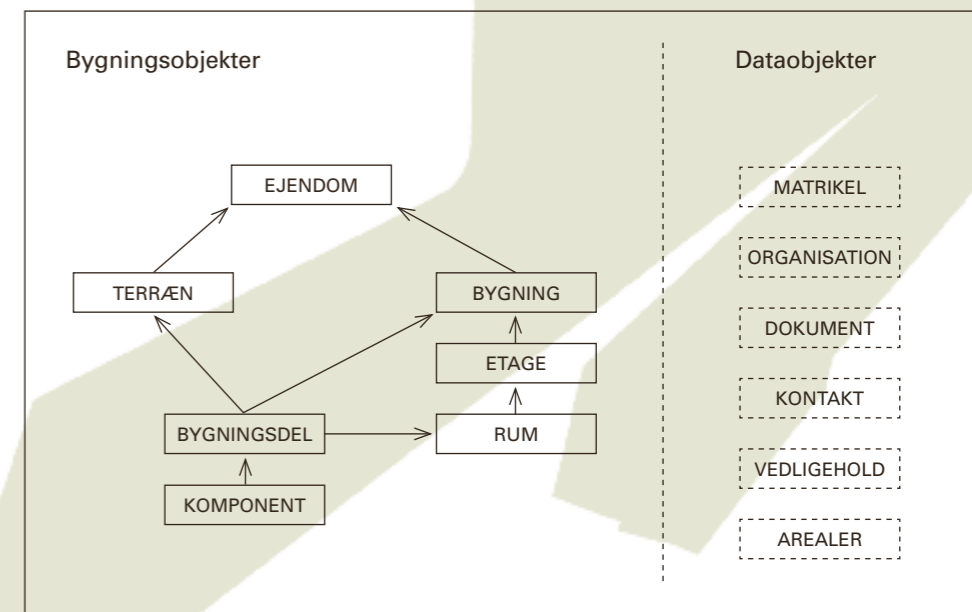 Bygningsobjekter
Dataobjekter
EJENDOM
TERRÆN
BYGNING
ETAGE
BYGNINGSDEL
RUM
KOMPONENT
MATRIKEL
ORGANISATION
DOKUMENT
KONTAKT
VEDLIGEHOLD
AREALER